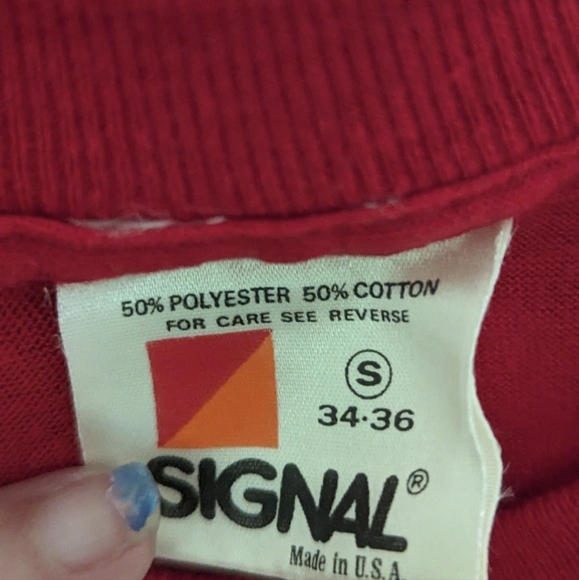 50% POLYESTER 50% COTTON
FOR CARE SEE REVERSE
S
34-36
SIGNAL®
Made in U.S.A.